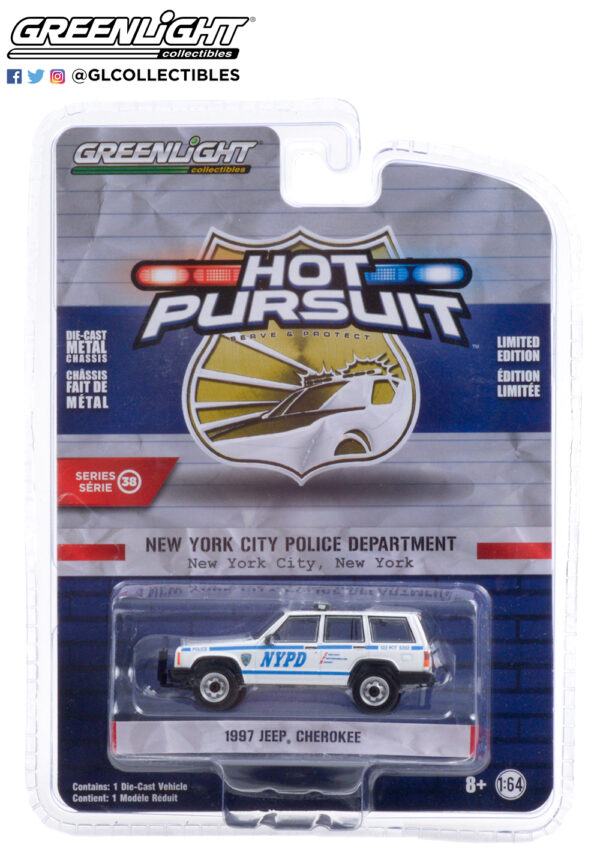 GREENLIGHT
collectibles
@GLCOLLECTIBLES
GREENLIGHT
collectibles
HOT
PURSUIT™
SERVE & PROTECT
DIE-CAST
METAL
CHASSIS
CHÂSSIS
FAIT DE
MÉTAL
LIMITED
EDITION
ÉDITION
LIMITÉE
SERIES
SÉRIE 38
NEW YORK CITY POLICE DEPARTMENT
New York City, New York
POLICE
NYPD
1997 JEEP® CHEROKEE
Contains: 1 Die-Cast Vehicle
Contient: 1 Modèle Réduit
8+ 1:64